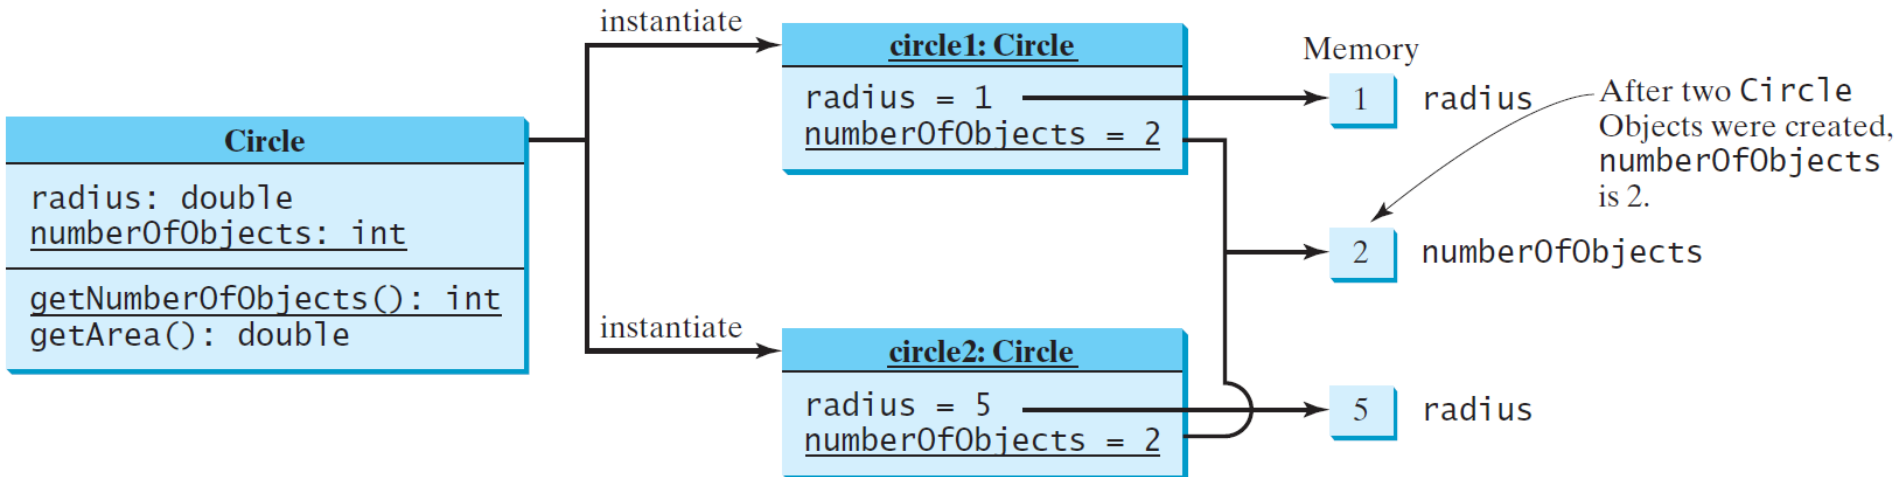 Circle
radius: double
numberOfObjects: int
getNumberOfObjects(): int
getArea(): double
instantiate
circle1: Circle
radius = 1
numberOfObjects = 2
instantiate
circle2: Circle
radius = 5
numberOfObjects = 2
Memory
1 radius
2 numberOfObjects
5 radius
After two Circle
Objects were created,
numberOfObjects
is 2.